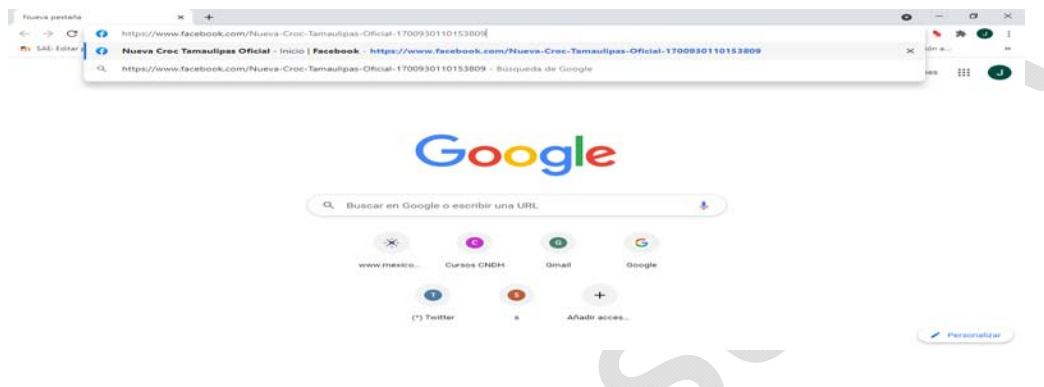 Nueva pestaña
https://www.facebook.com/Nueva-Croc-Tamaulipas-Oficial-1700930110153809
SAE: Editar
Nueva Croc Tamaulipas Oficial - Inicio | Facebook - https://www.facebook.com/Nueva-Croc-Tamaulipas-Oficial-1700930110153809
ón a...
https://www.facebook.com/Nueva-Croc-Tamaulipas-Oficial-1700930110153809 - Búsqueda de Google
nes
J
Google
Buscar en Google o escribir una URL
C
G
www.mexico...
Cursos CNDH
Gmail
Google
T
S
(*) Twitter
s
Añadir acces...
Personalizar